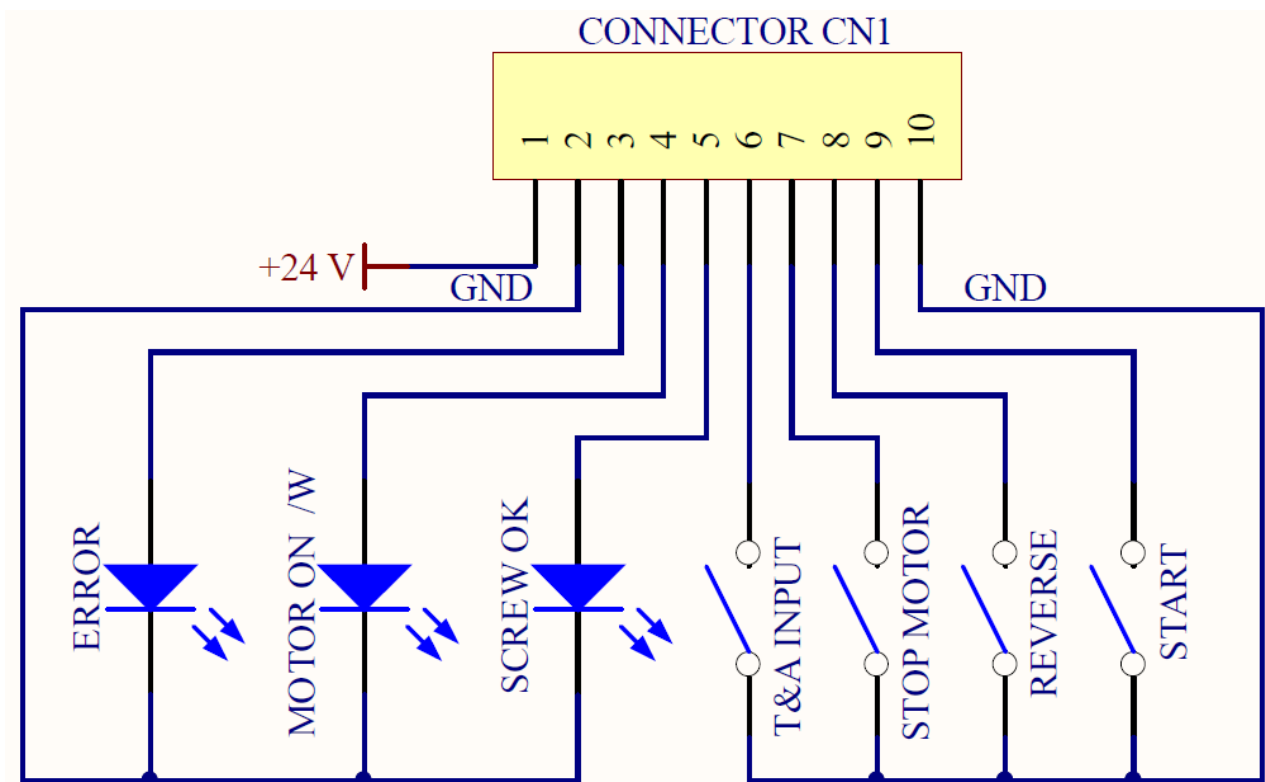 CONNECTOR CN1
1 2 3 4 5 6 7 8 9 10
+24 V
GND
GND
ERROR
MOTOR ON /W
SCREW OK
T&A INPUT
STOP MOTOR
REVERSE
START